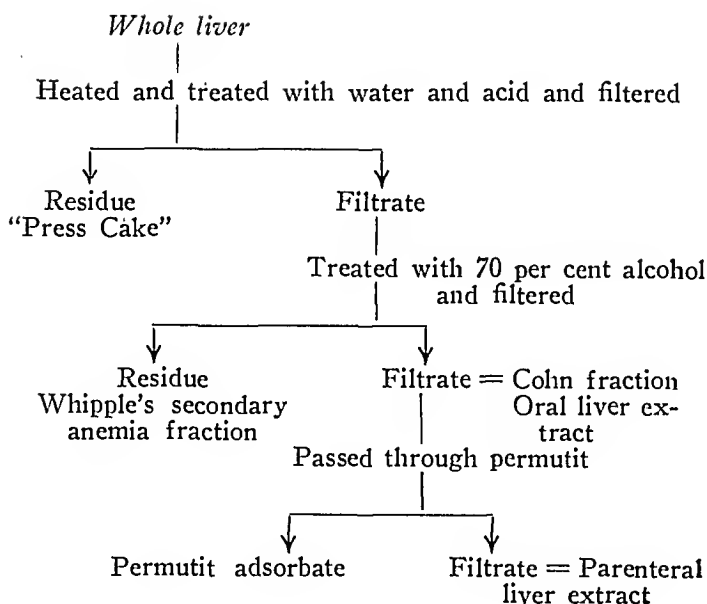 Whole liver
Heated and treated with water and acid and filtered
Residue
“Press Cake”
Filtrate
Treated with 70 per cent alcohol
and filtered
Residue
Whipple's secondary
anemia fraction
Filtrate = Cohn fraction
Oral liver ex-
tract
Passed through permutit
Permutit adsorbate
Filtrate = Parenteral
liver extract